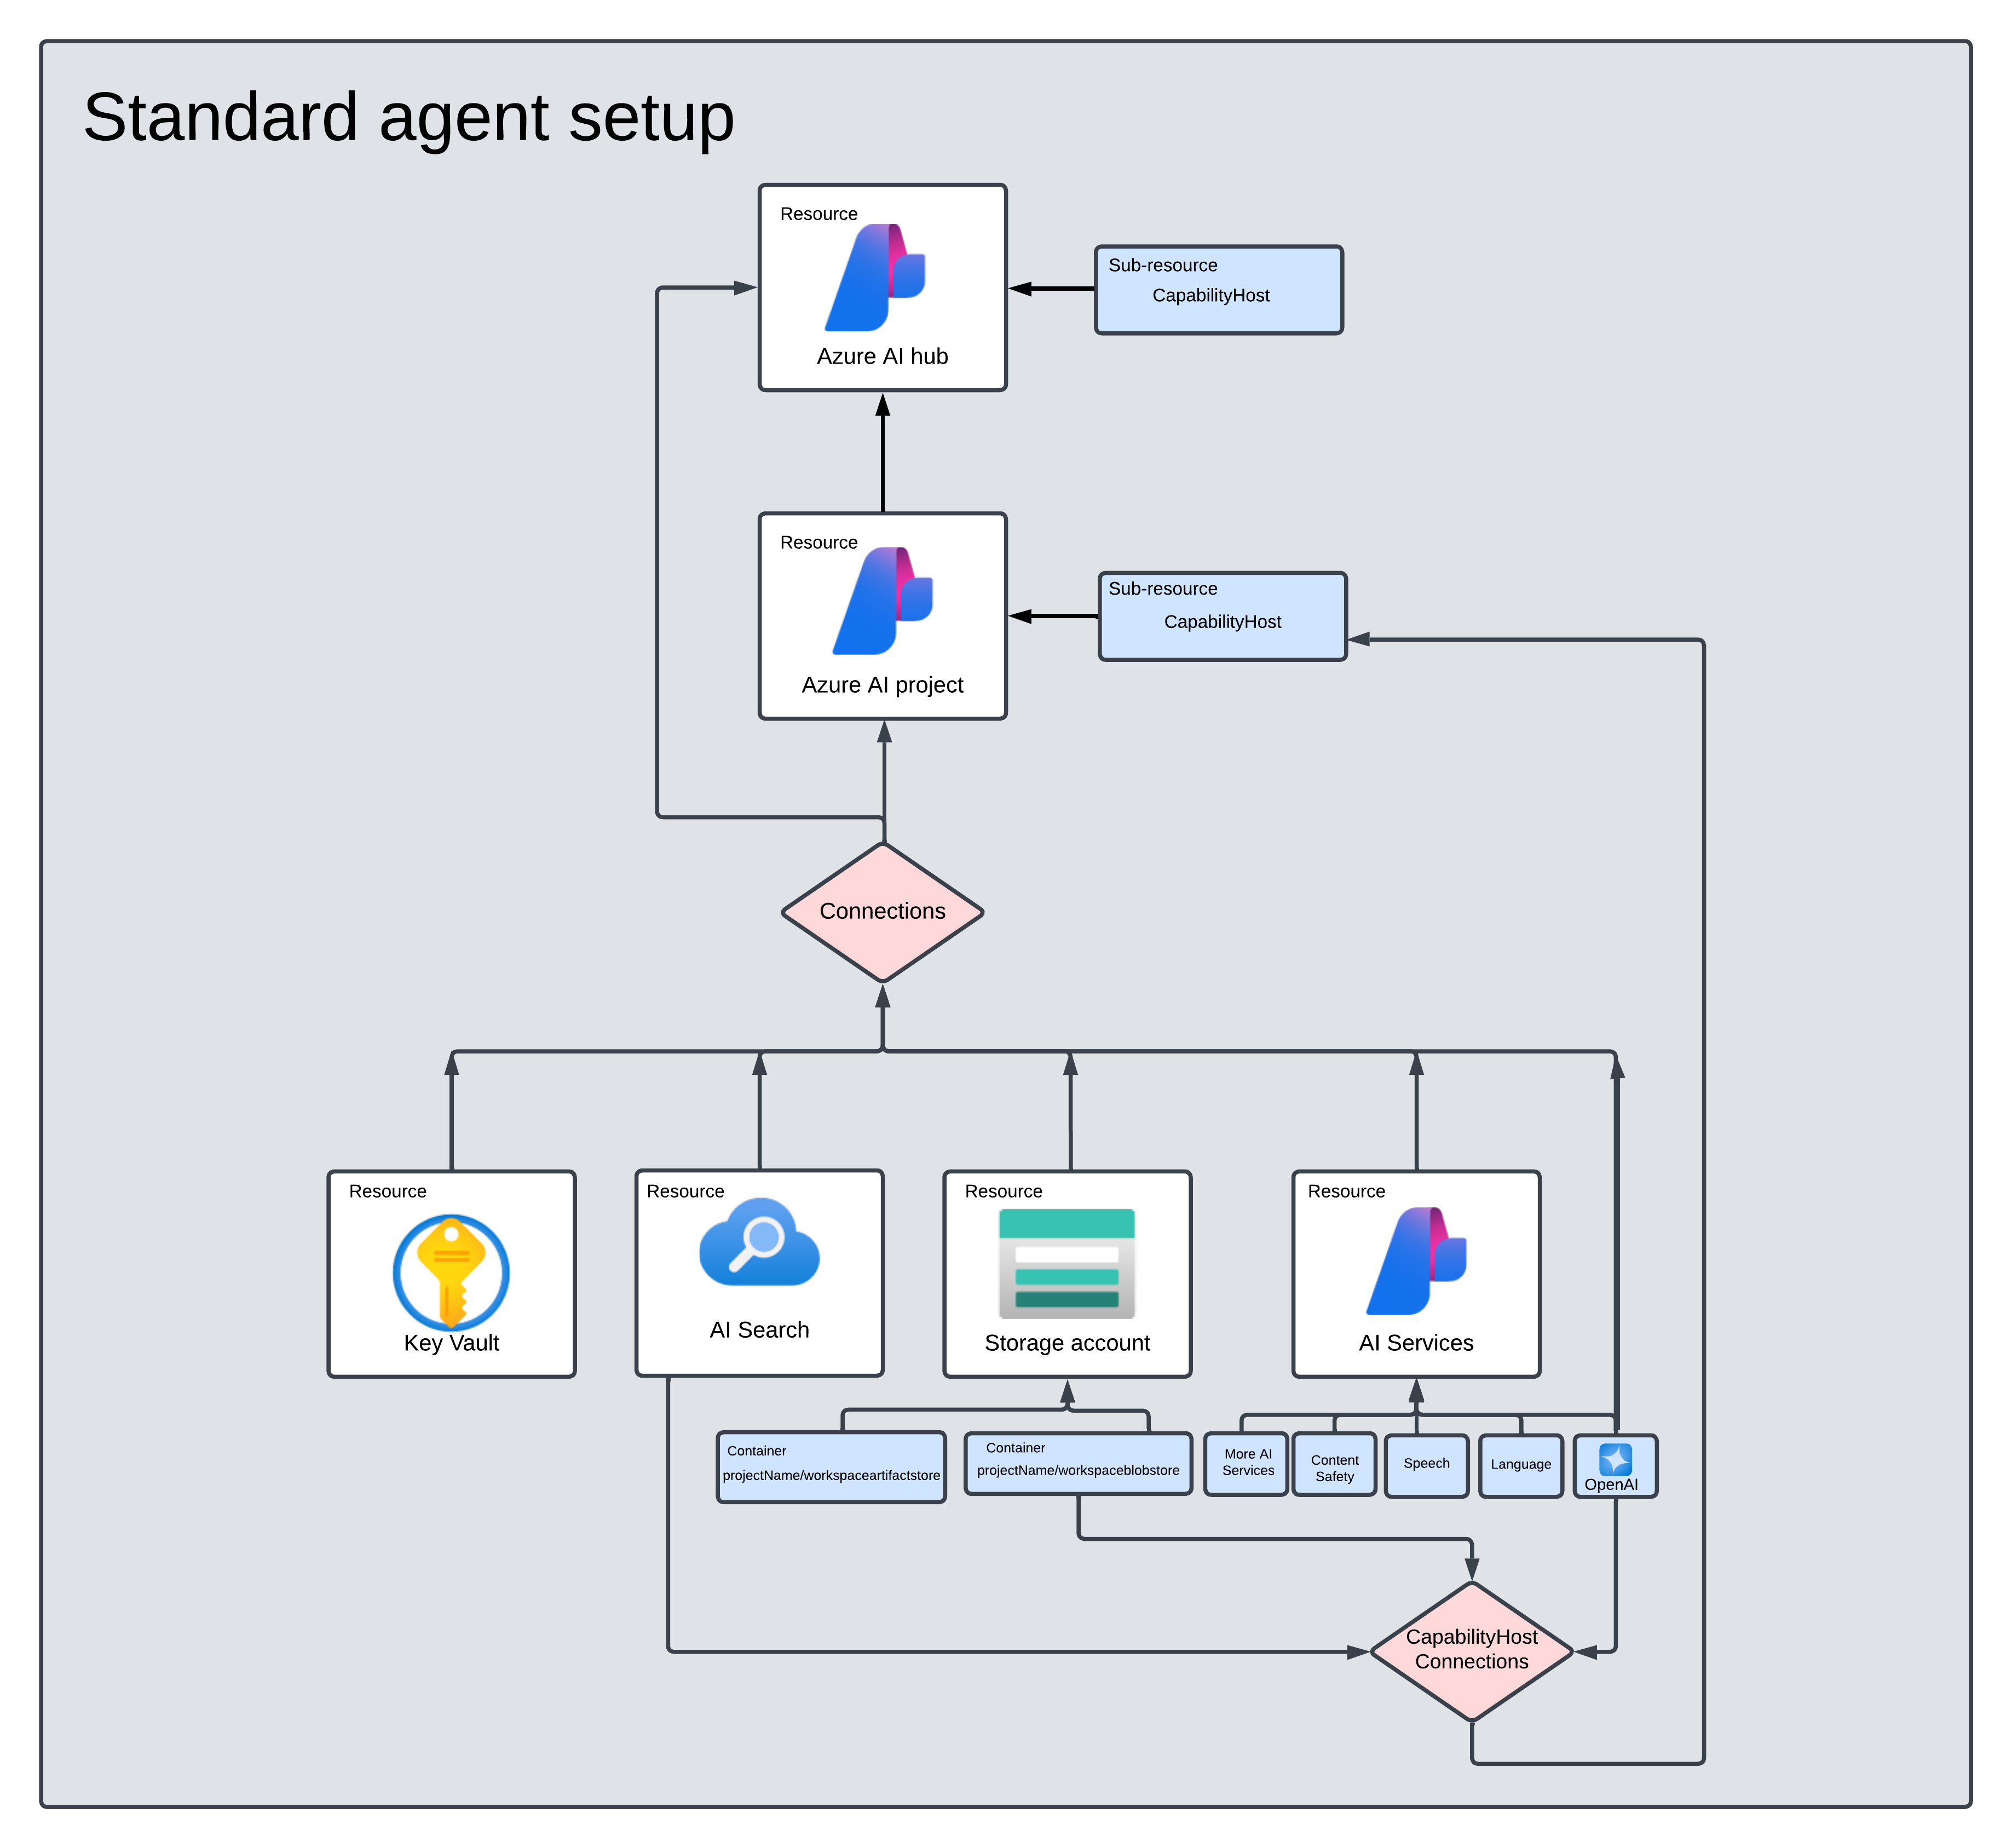 Standard agent setup
Resource
Azure AI hub
Sub-resource
CapabilityHost
Resource
Azure AI project
Sub-resource
CapabilityHost
Connections
Resource
Key Vault
Resource
AI Search
Resource
Storage account
Resource
AI Services
Container
projectName/workspaceartifactstore
Container
projectName/workspaceblobstore
More AI
Services
Content
Safety
Speech
Language
OpenAI
CapabilityHost
Connections